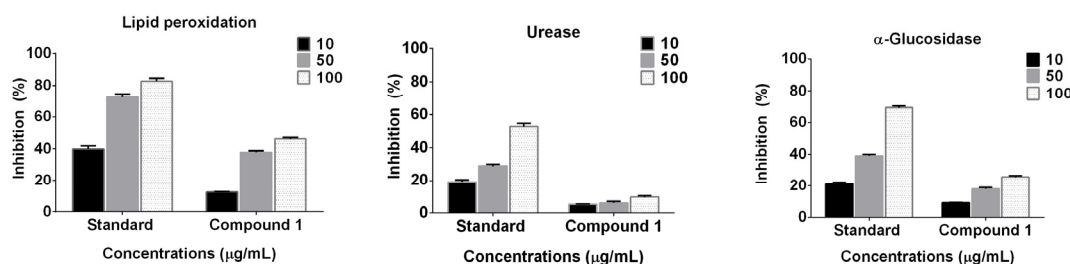 Lipid peroxidation
10
50
100
Inhibition (%)
100
80
60
40
20
0
Standard Compound 1
Concentrations (µg/mL)
Urease
10
50
100
Inhibition (%)
100
80
60
40
20
0
Standard Compound 1
Concentrations (µg/mL)
α-Glucosidase
10
50
100
Inhibition (%)
100
80
60
40
20
0
Standard Compound 1
Concentrations (µg/mL)